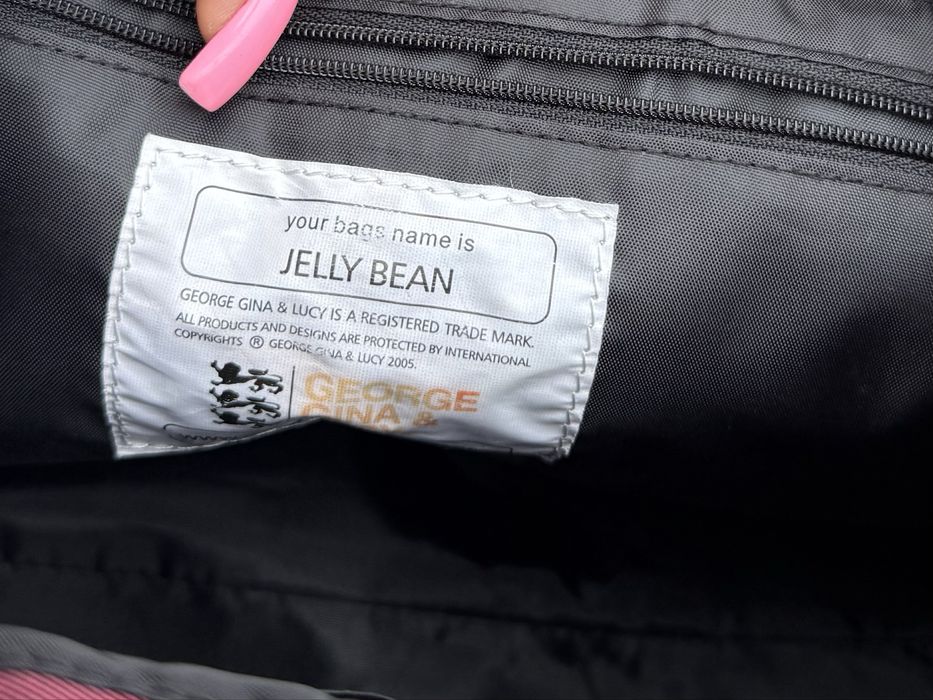 your bags name is
JELLY BEAN
GEORGE GINA & LUCY IS A REGISTERED TRADE MARK.
ALL PRODUCTS AND DESIGNS ARE PROTECTED BY INTERNATIONAL
COPYRIGHTS ® GEORGE GINA & LUCY 2005.
GEORGE
GINA &